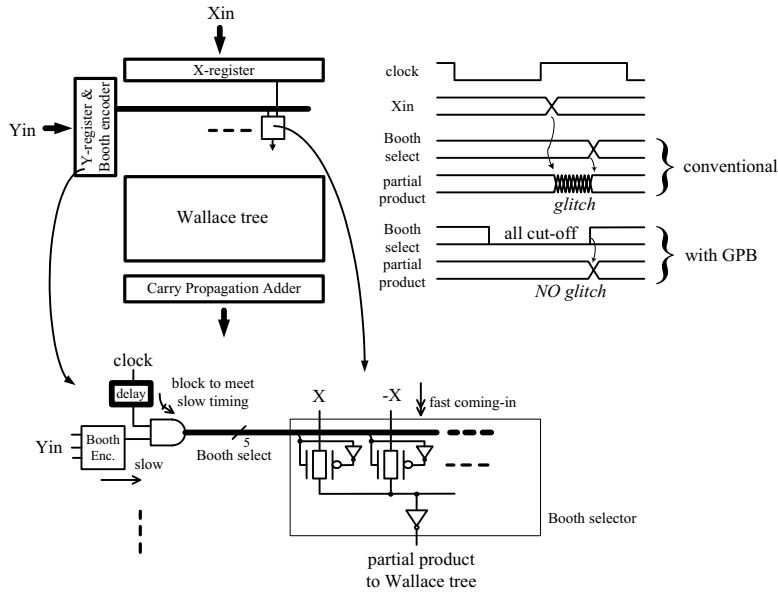 Xin
X-register
Y-register &
Booth encoder
Yin
Wallace tree
Carry Propagation Adder
clock
Xin
Booth
select
partial
product
glitch
conventional
Booth
select
all cut-off
partial
product
NO glitch
with GPB
clock
delay
block to meet
slow timing
Yin
Booth
Enc.
slow
5
Booth select
X
-X
fast coming-in
Booth selector
partial product
to Wallace tree